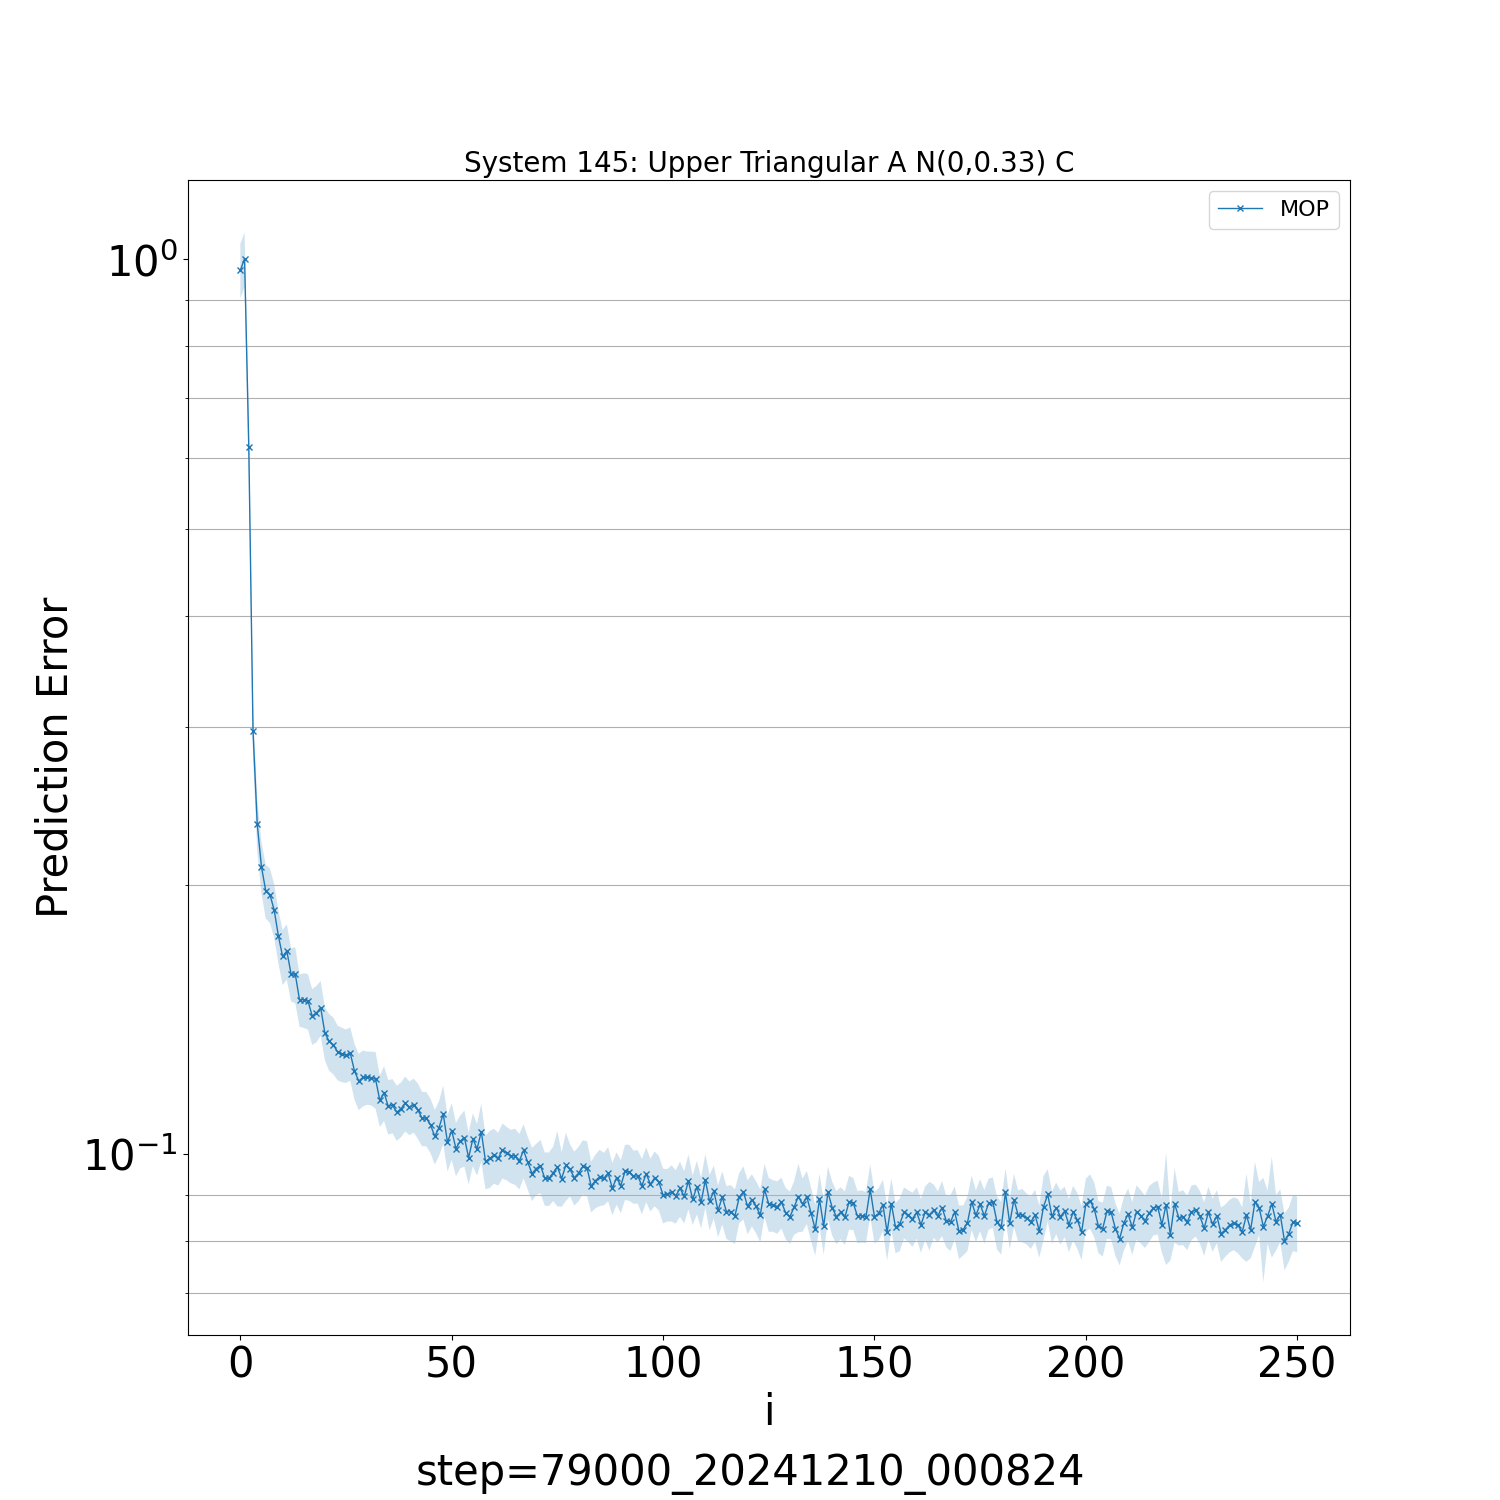 System 145: Upper Triangular A N(0,0.33) C
MOP
10⁰
10⁻¹
Prediction Error
0 50 100 150 200 250
i
step=79000_20241210_000824